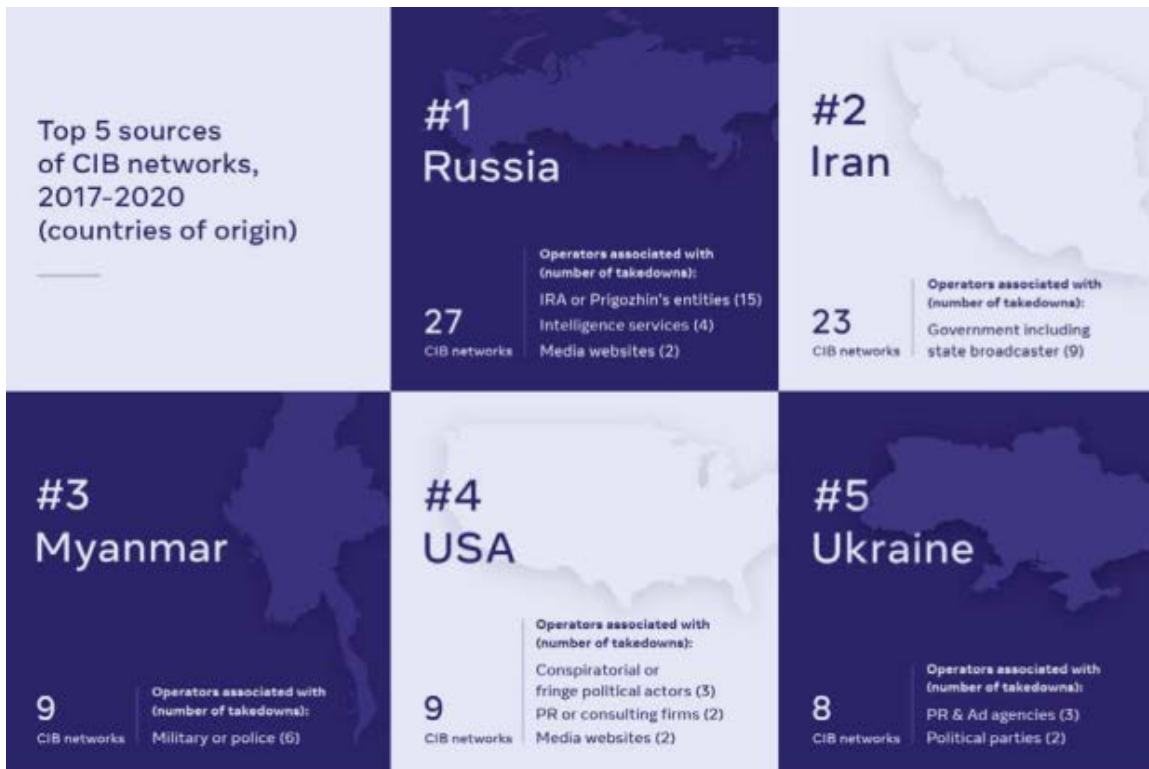 Top 5 sources
of CIB networks,
2017-2020
(countries of origin)
#1
Russia
27
CIB networks
Operators associated with
(number of takedowns):
IRA or Prigozhin's entities (15)
Intelligence services (4)
Media websites (2)
#2
Iran
23
CIB networks
Operators associated with
(number of takedowns):
Government including
state broadcaster (9)
#3
Myanmar
9
CIB networks
Operators associated with
(number of takedowns):
Military or police (6)
#4
USA
9
CIB networks
Operators associated with
(number of takedowns):
Conspiratorial or
fringe political actors (3)
PR or consulting firms (2)
Media websites (2)
#5
Ukraine
8
CIB networks
Operators associated with
(number of takedowns):
PR & Ad agencies (3)
Political parties (2)